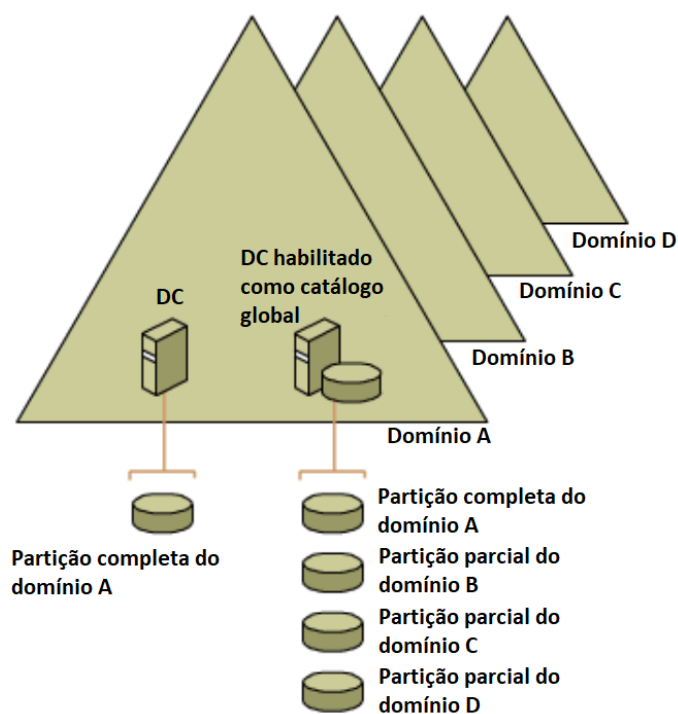 Domínio D
DC habilitado
como catálogo
global
Domínio C
DC
Domínio B
Domínio A
Partição completa do
domínio A
Partição completa do
domínio A
Partição parcial do
domínio B
Partição parcial do
domínio C
Partição parcial do
domínio D